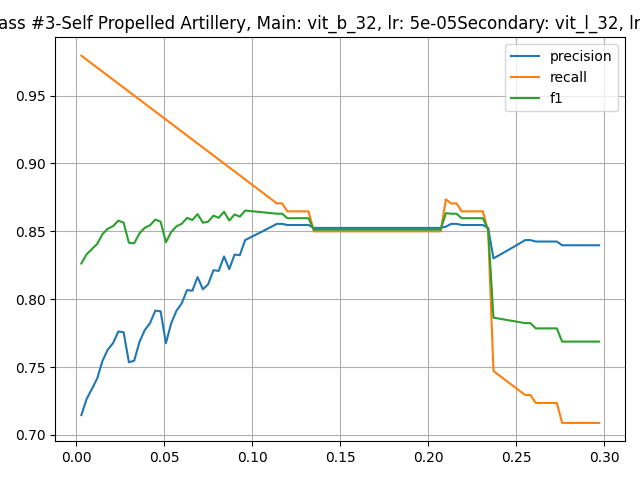 ass #3-Self Propelled Artillery, Main: vit_b_32, lr: 5e-05Secondary: vit_l_32, lr
precision
recall
f1
0.95
0.90
0.85
0.80
0.75
0.70
0.00 0.05 0.10 0.15 0.20 0.25 0.30